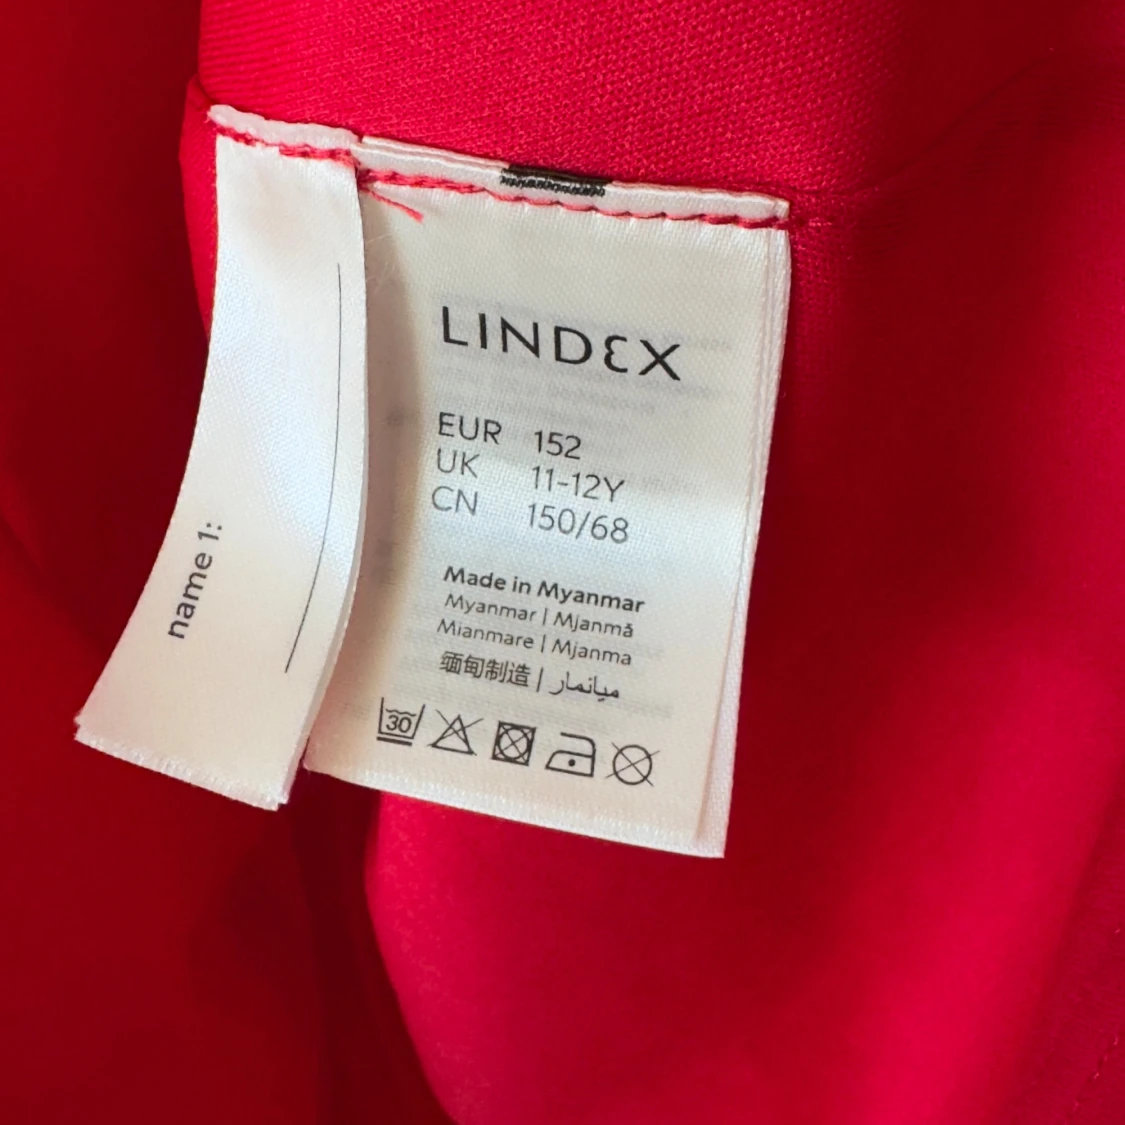 name 1:
LINDEX
EUR 152
UK 11-12Y
CN 150/68
Made in Myanmar
Myanmar | Mjanmā
Mianmare | Mjanma
缅甸制造 | ميانمار
30